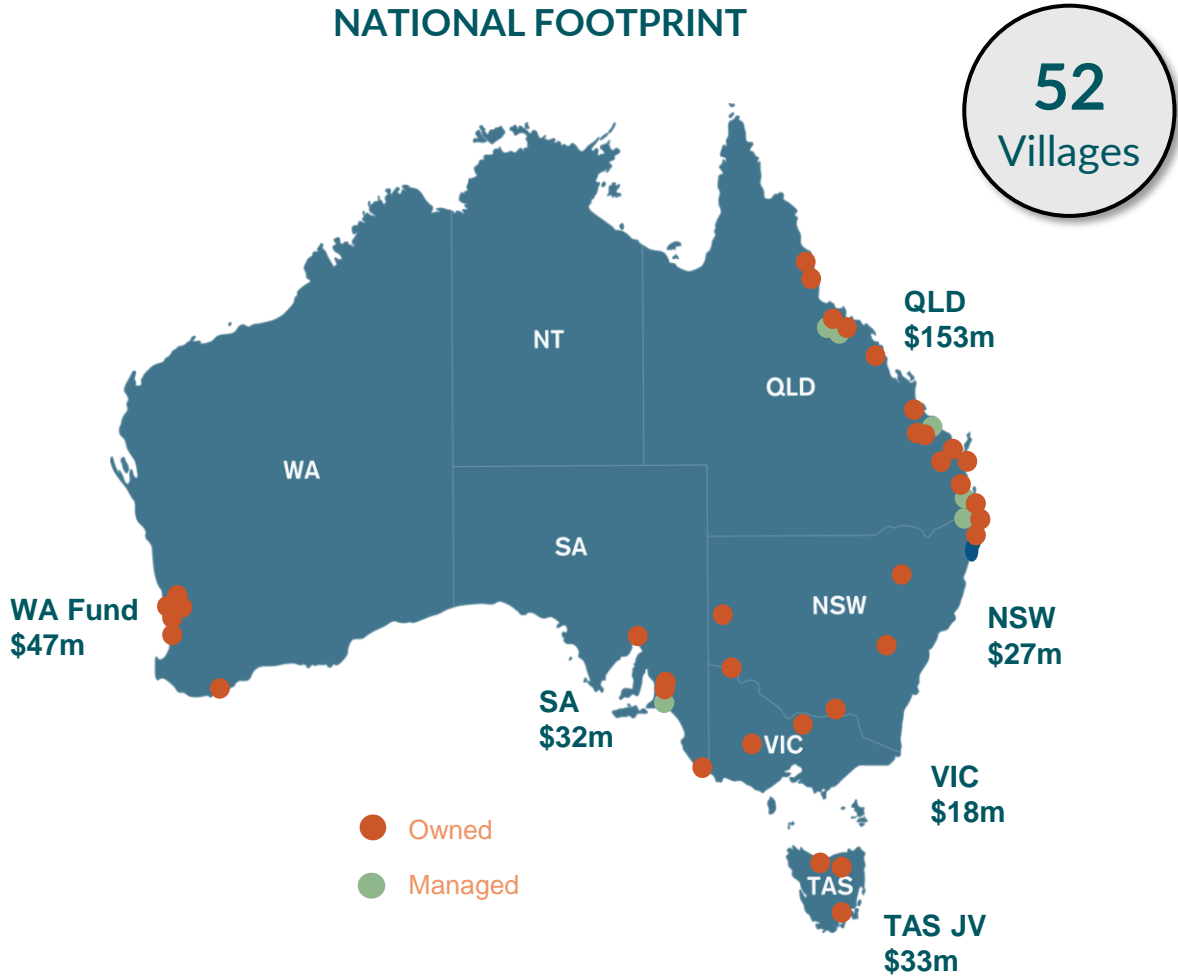 NATIONAL FOOTPRINT
52
Villages
QLD
$153m
NT
QLD
WA
SA
NSW
WA Fund
$47m
NSW
$27m
SA
$32m
VIC
VIC
$18m
Owned
Managed
TAS
TAS JV
$33m